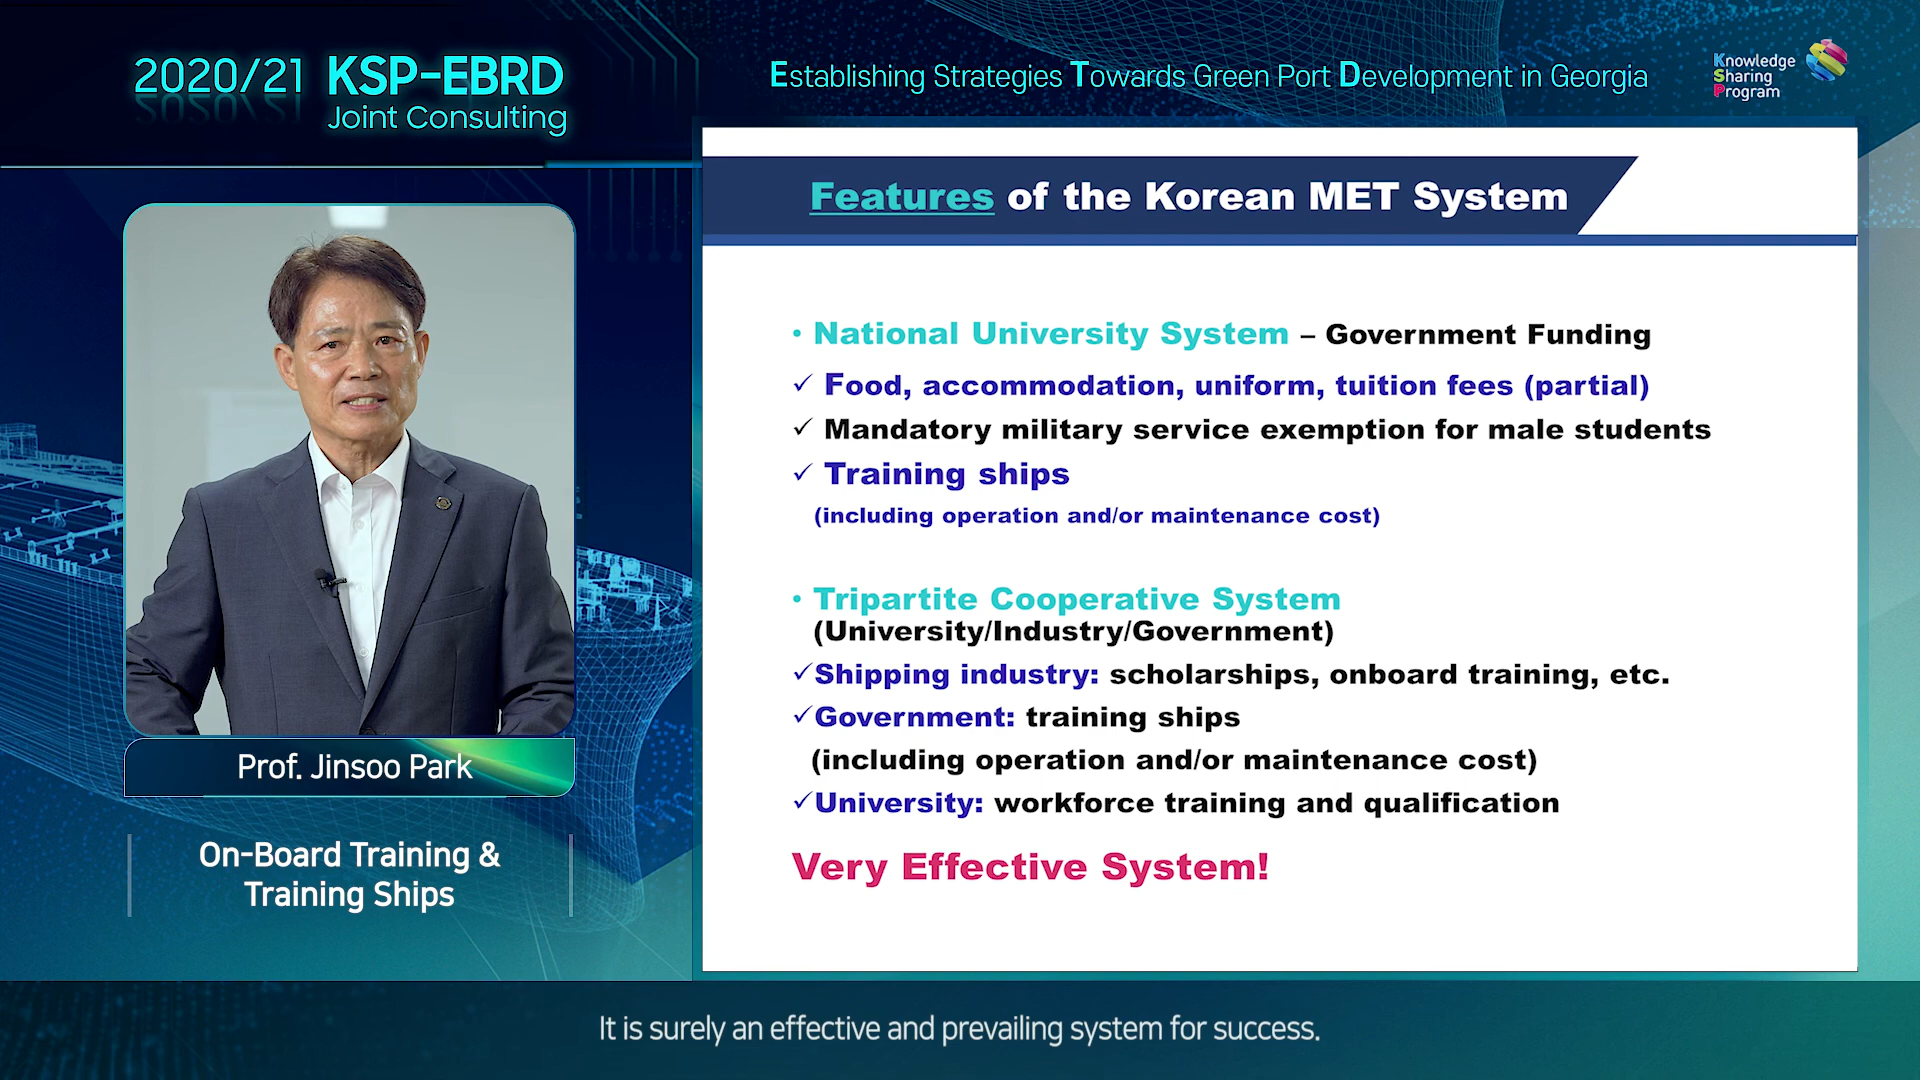 2020/21 KSP-EBRD
Joint Consulting
Establishing Strategies Towards Green Port Development in Georgia
Knowledge
Sharing
Program
Features of the Korean MET System
• National University System – Government Funding
✓ Food, accommodation, uniform, tuition fees (partial)
✓ Mandatory military service exemption for male students
✓ Training ships
(including operation and/or maintenance cost)
• Tripartite Cooperative System
(University/Industry/Government)
✓Shipping industry: scholarships, onboard training, etc.
✓Government: training ships
(including operation and/or maintenance cost)
✓University: workforce training and qualification
Very Effective System!
Prof. Jinsoo Park
On-Board Training &
Training Ships
It is surely an effective and prevailing system for success.